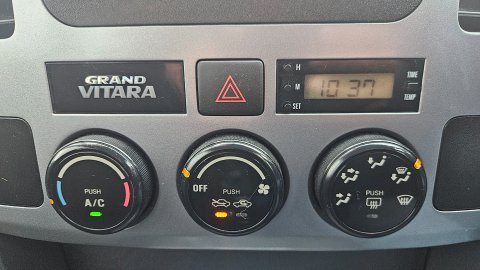 GRAND
VITARA
H
M
SET
10:37
TIME
TEMP
PUSH
A/C
OFF
PUSH
PUSH